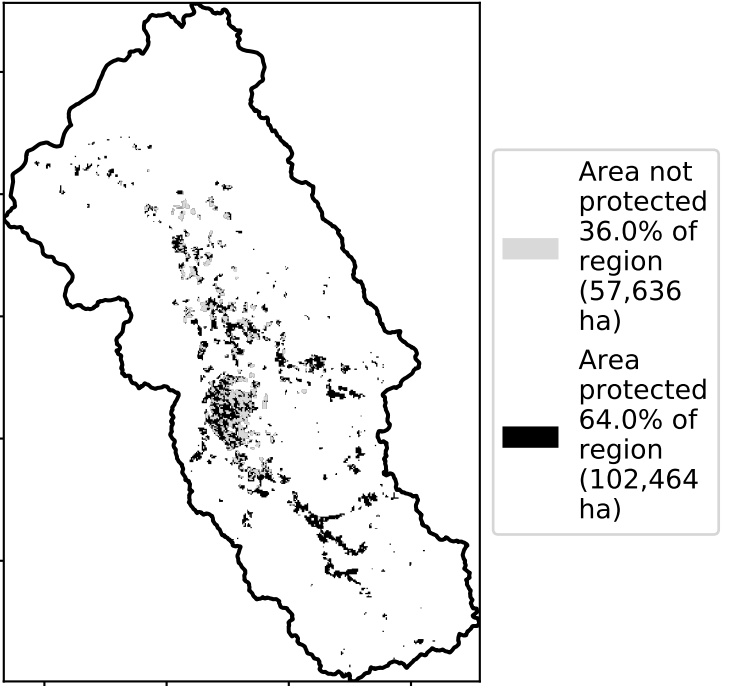 Area not
protected
36.0% of
region
(57,636
ha)
Area
protected
64.0% of
region
(102,464
ha)